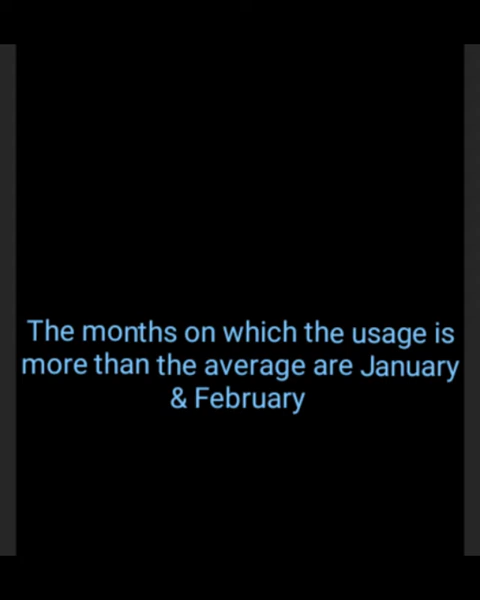 The months on which the usage is
more than the average are January
& February